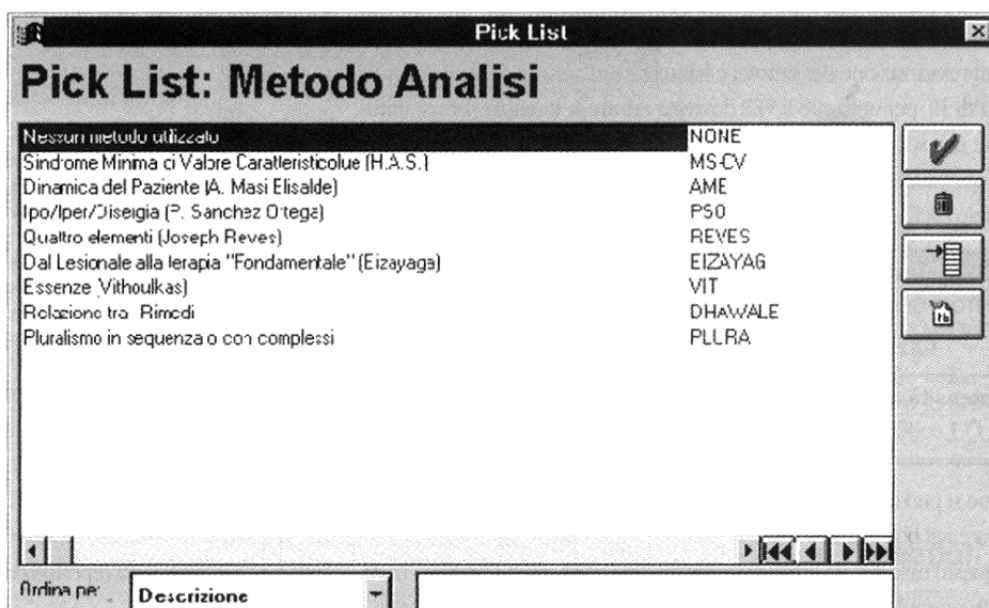 Pick List
Pick List: Metodo Analisi
Nessun metodo utilizzato NONE
Sindrome Minima di Valore Caratteristicolue (H.A.S.) MS-CV
Dinamica del Paziente (A. Masi Elisalde) AME
Ipo/Iper/Disergia (P. Sanchez Ortega) PSO
Quattro elementi (Joseph Reves) REVES
Dal Lesionale alla terapia "Fondamentale" (Eizayaga) EIZAYAG
Essenze (Vithoulkas) VIT
Relazione tra Rimedi DHAWALE
Pluralismo in sequenza o con complessi PLURA
Ordina per
Descrizione